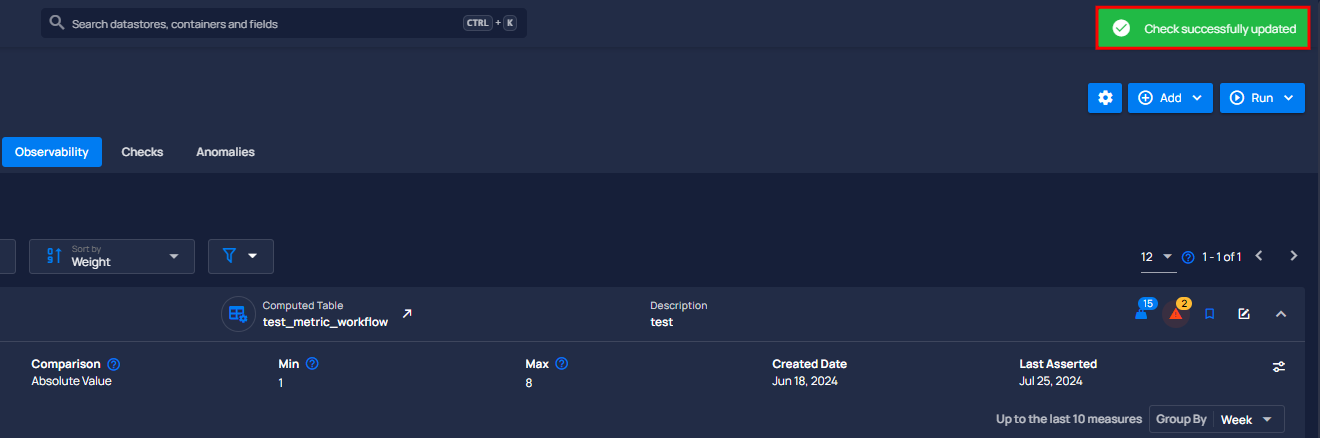 Search datastores, containers and fields CTRL + K
Check successfully updated
Add Run
Observability Checks Anomalies
Sort by
Weight
12 1 - 1 of 1
15 2
Computed Table Description
test_metric_workflow test
Comparison Min Max Created Date Last Asserted
Absolute Value 1 8 Jun 18, 2024 Jul 25, 2024
Up to the last 10 measures Group By Week